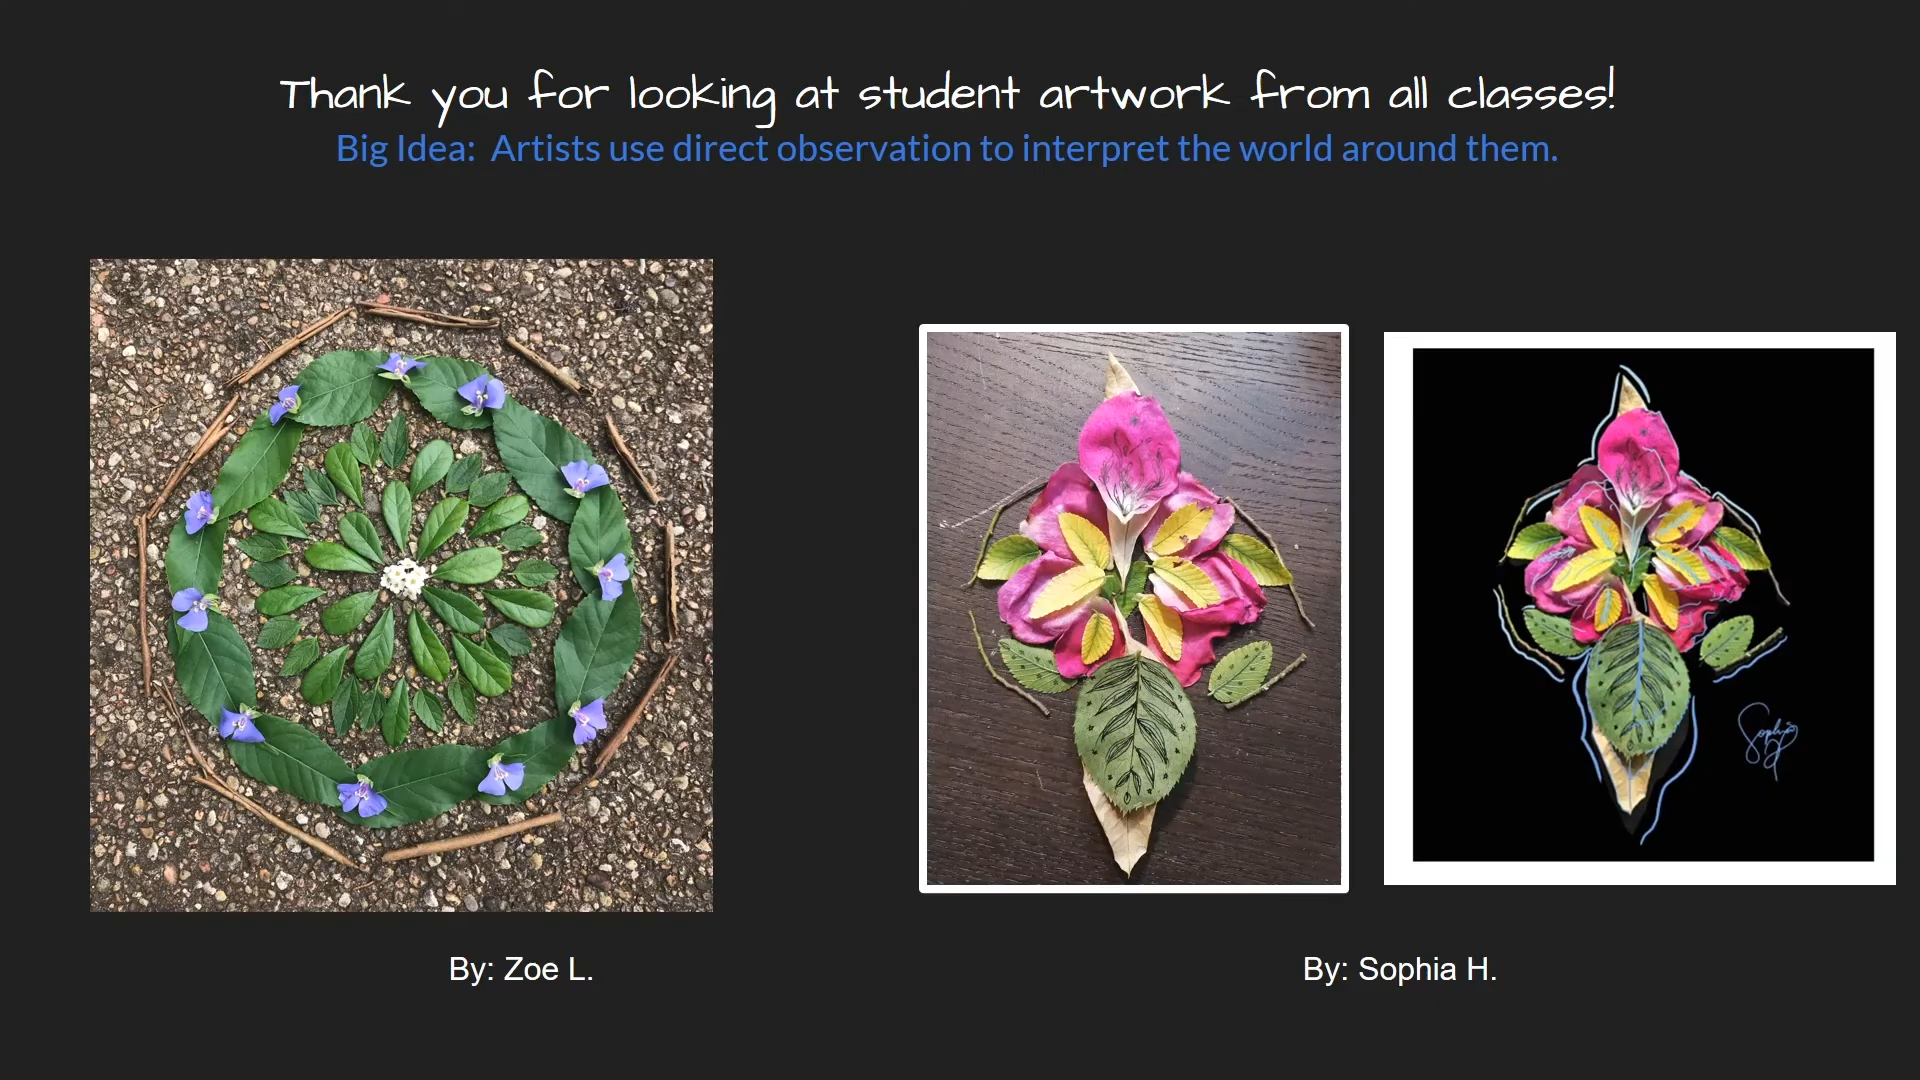 Thank you for looking at student artwork from all classes!
Big Idea:  Artists use direct observation to interpret the world around them.
Sophia
By: Zoe L.
By: Sophia H.